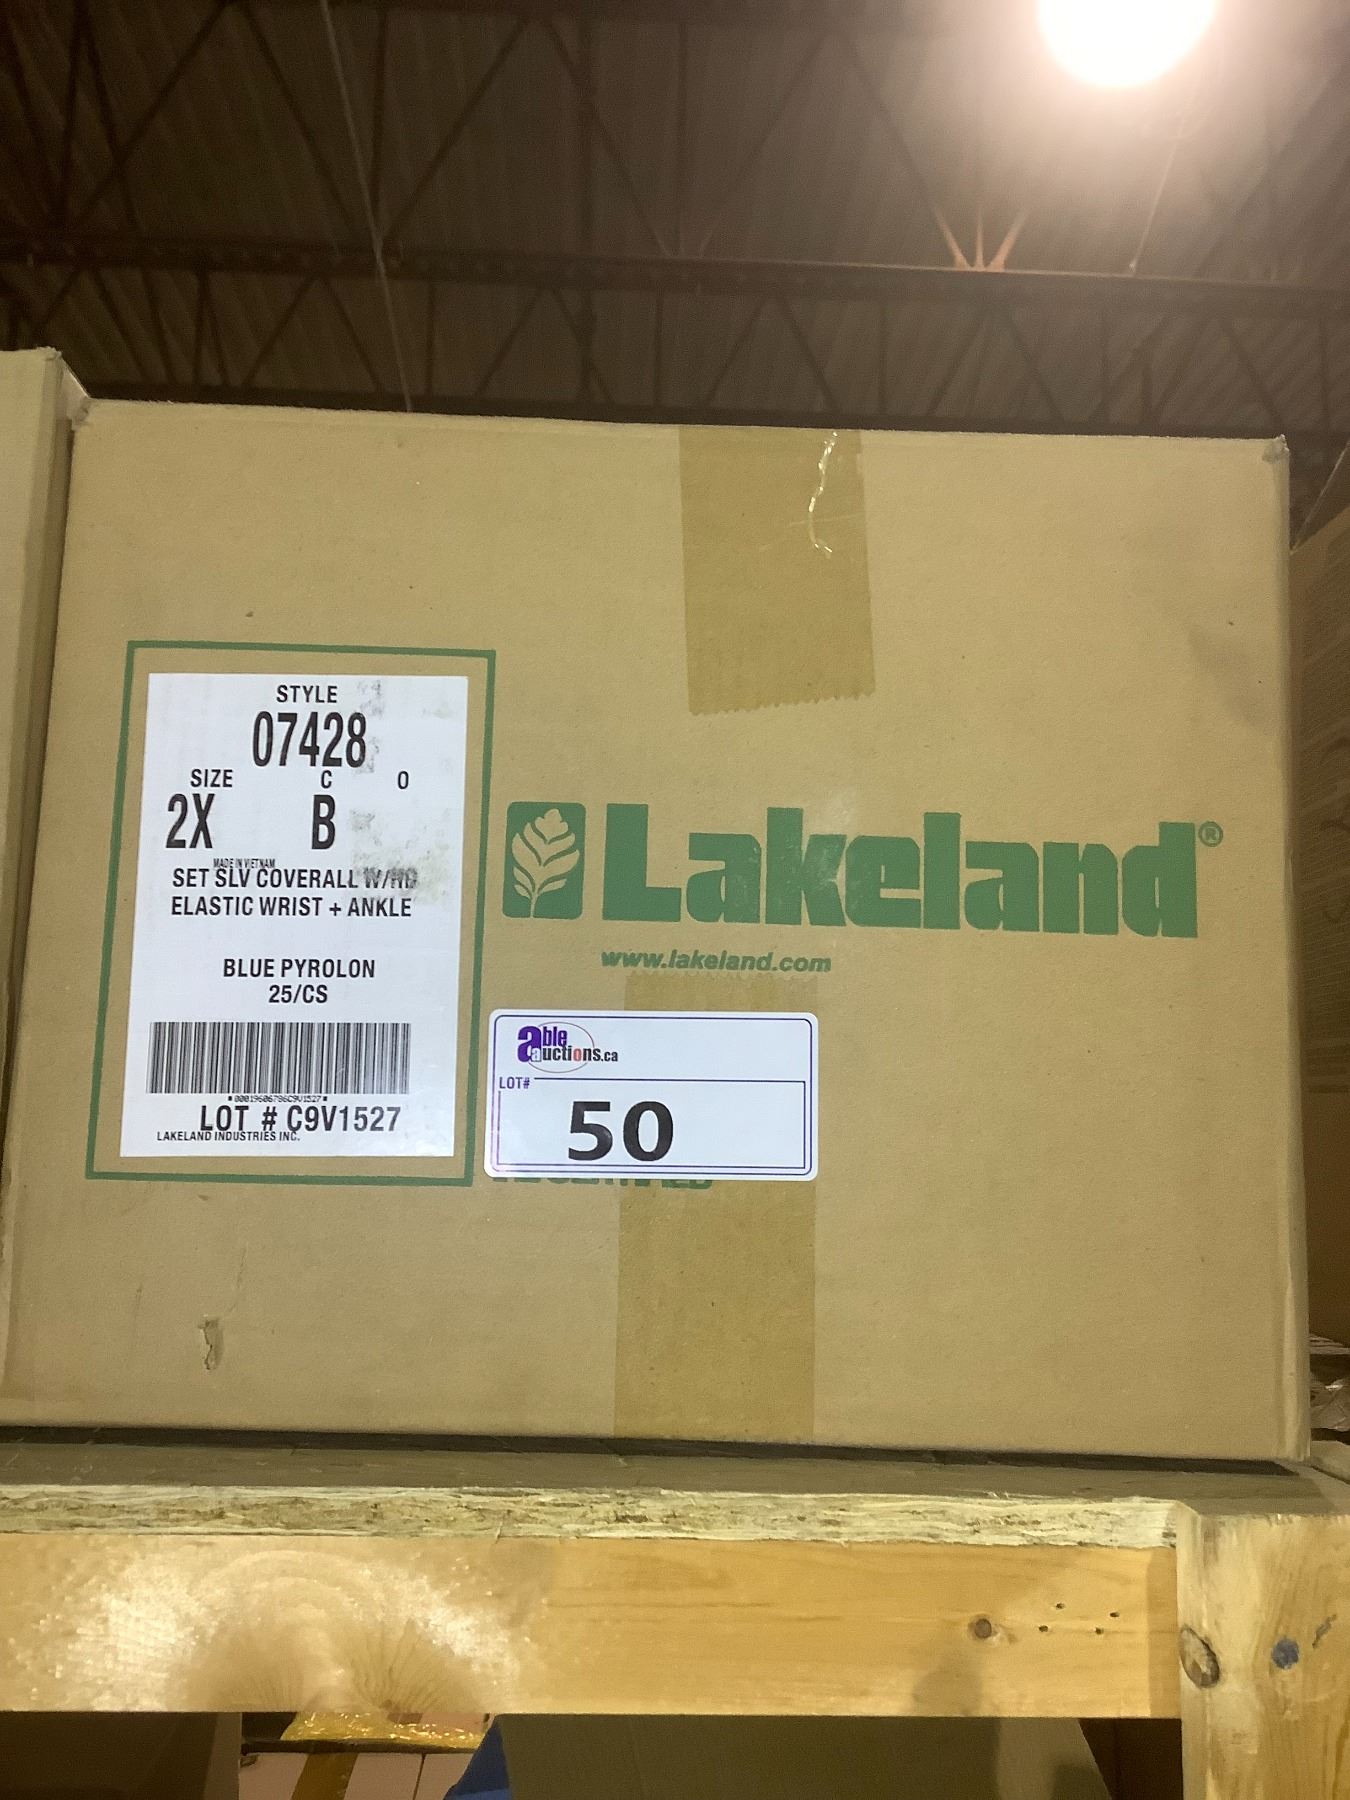 STYLE
07428
SIZE C O
2X B
MADE IN VIETNAM
SET SLV COVERALL W/HD
ELASTIC WRIST + ANKLE
BLUE PYROLON
25/CS
LOT # C9V1527
LAKELAND INDUSTRIES INC.
Lakeland®
www.lakeland.com
able auctions.ca
LOT#
50